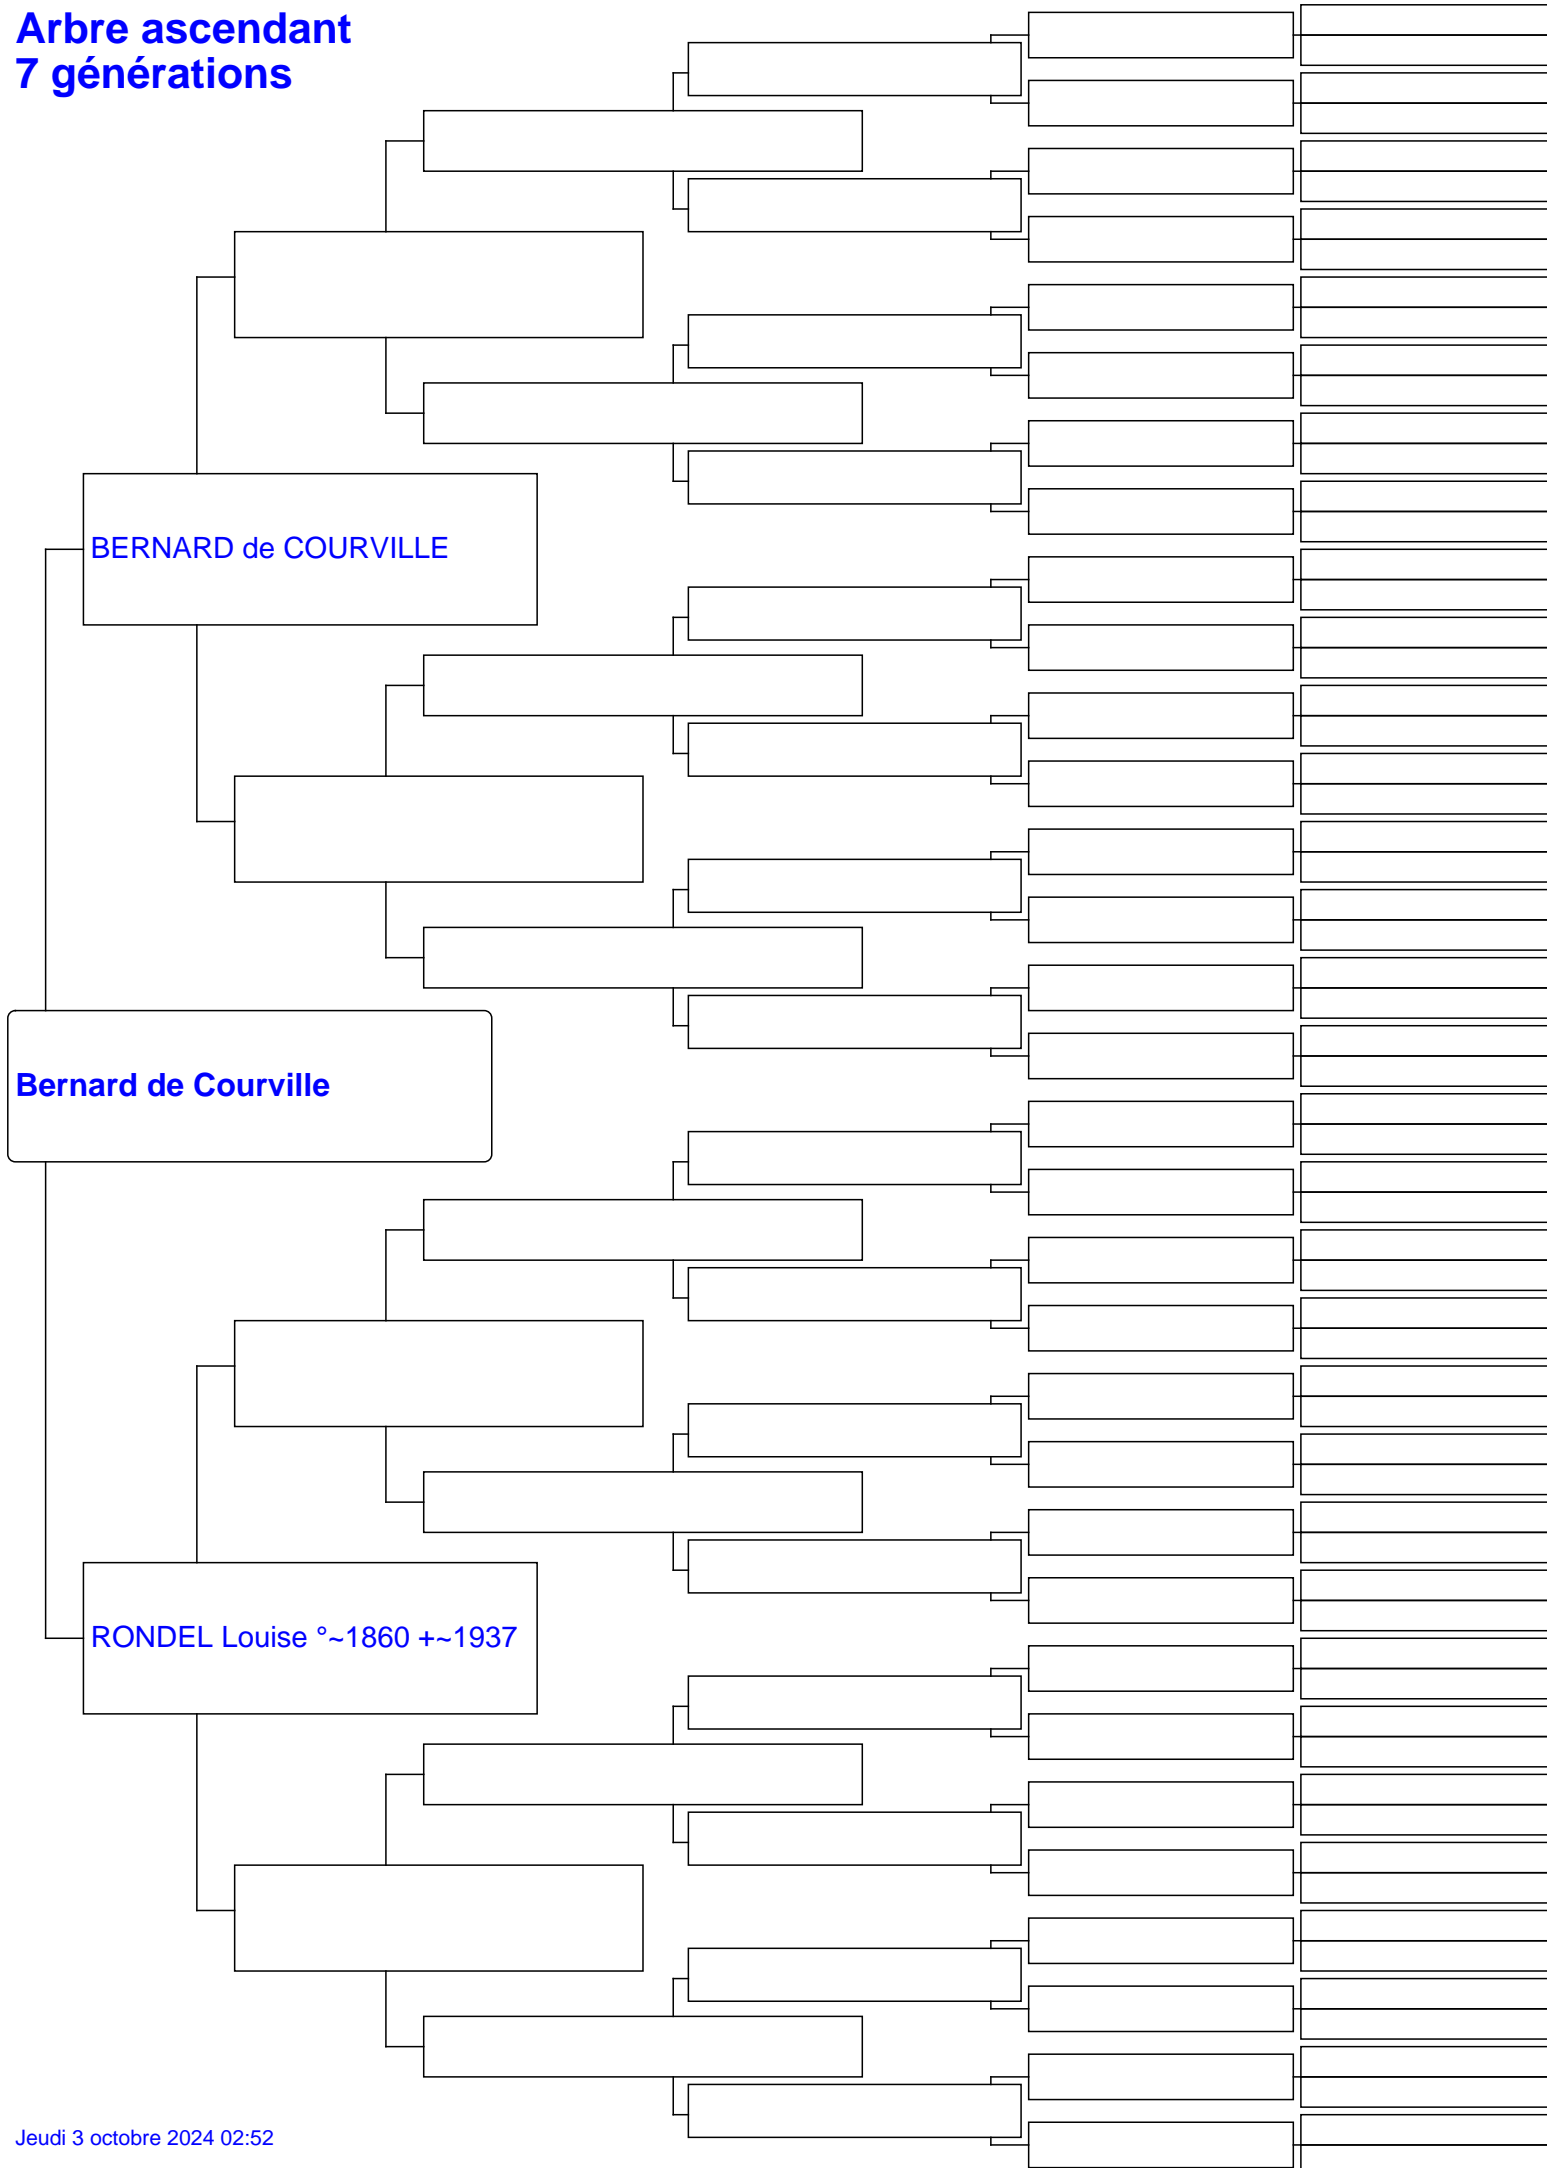 Arbre ascendant
7 générations
BERNARD de COURVILLE
Bernard de Courville
RONDEL Louise °~1860 +~1937
Jeudi 3 octobre 2024 02:52